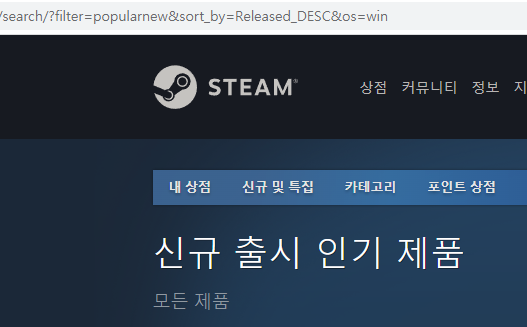 /search/?filter=popularnew&sort_by=Released_DESC&os=win
STEAM® 상점 커뮤니티 정보
내 상점 신규 및 특집 카테고리 포인트 상점
신규 출시 인기 제품
모든 제품